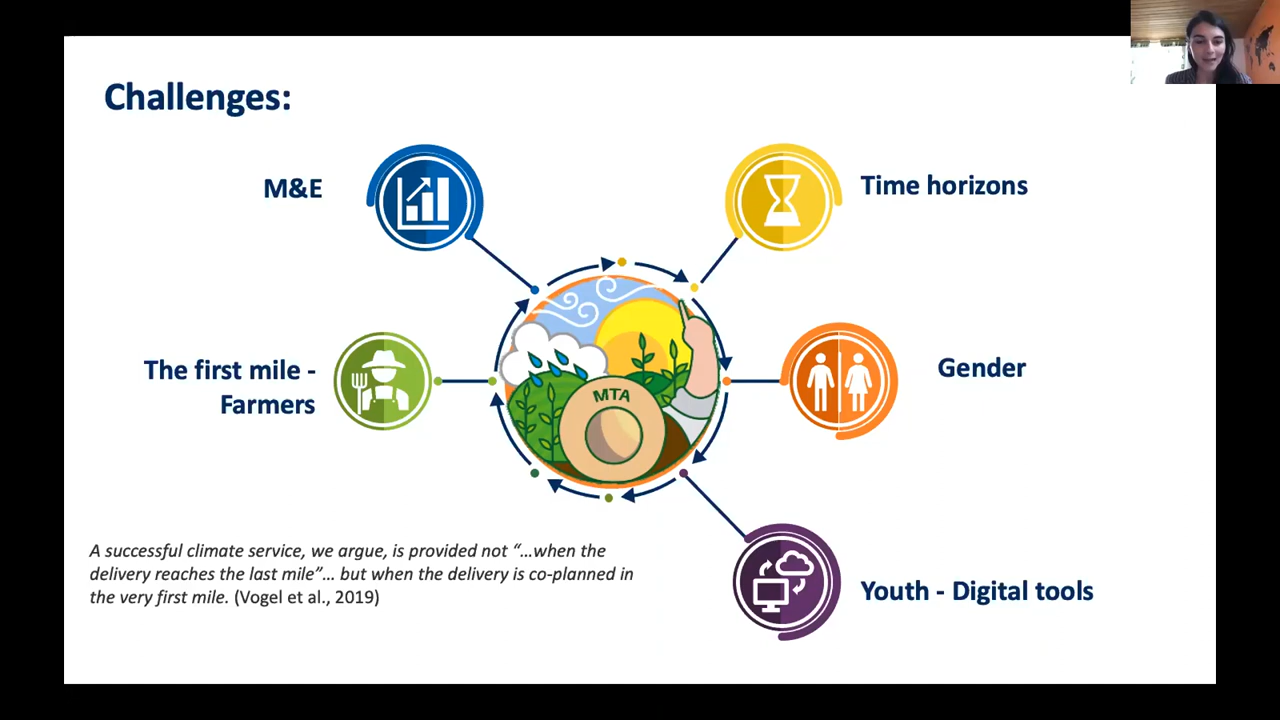 Challenges:
M&E
Time horizons
The first mile -
Farmers
Gender
MTA
A successful climate service, we argue, is provided not “…when the
delivery reaches the last mile”… but when the delivery is co-planned in
the very first mile. (Vogel et al., 2019)
Youth - Digital tools